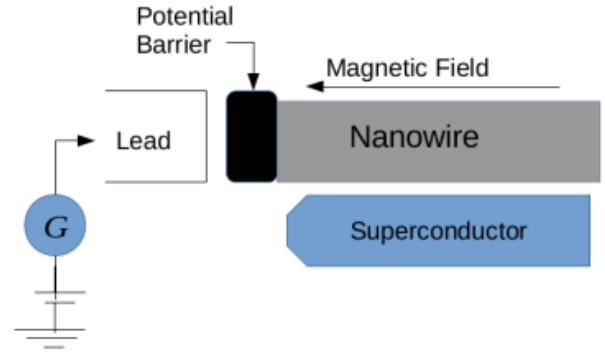 Potential
Barrier
Magnetic Field
Lead
Nanowire
G
Superconductor